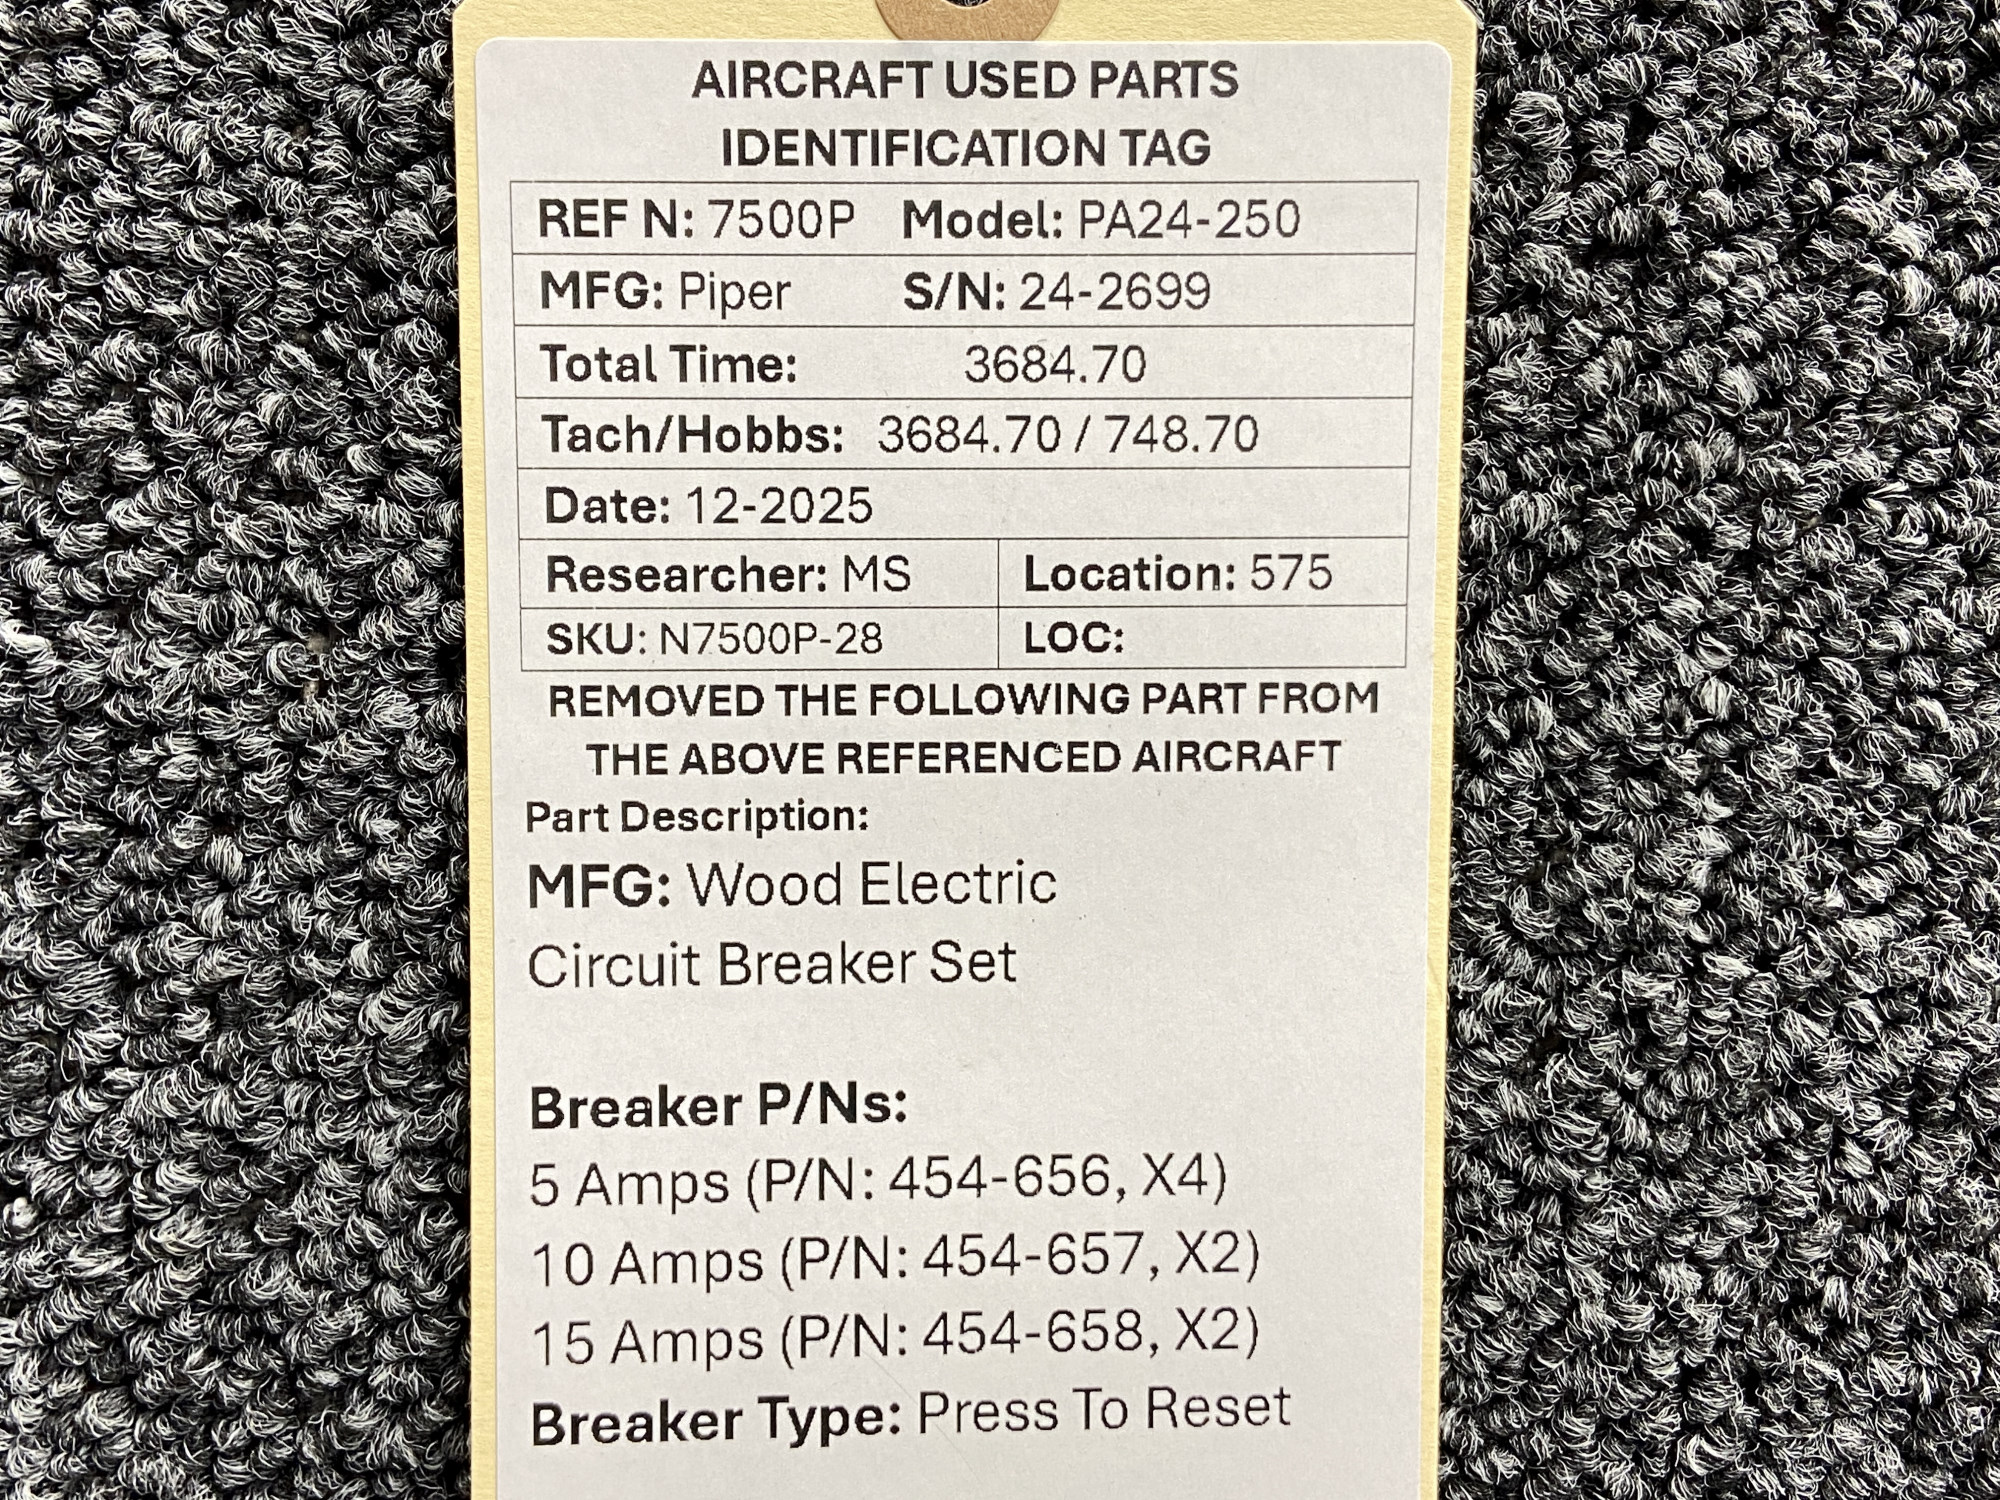 AIRCRAFT USED PARTS
IDENTIFICATION TAG
REF N: 7500P Model: PA24-250
MFG: Piper S/N: 24-2699
Total Time: 3684.70
Tach/Hobbs: 3684.70 / 748.70
Date: 12-2025
Researcher: MS Location: 575
SKU: N7500P-28 LOC:
REMOVED THE FOLLOWING PART FROM
THE ABOVE REFERENCED AIRCRAFT
Part Description:
MFG: Wood Electric
Circuit Breaker Set
Breaker P/Ns:
5 Amps (P/N: 454-656, X4)
10 Amps (P/N: 454-657, X2)
15 Amps (P/N: 454-658, X2)
Breaker Type: Press To Reset